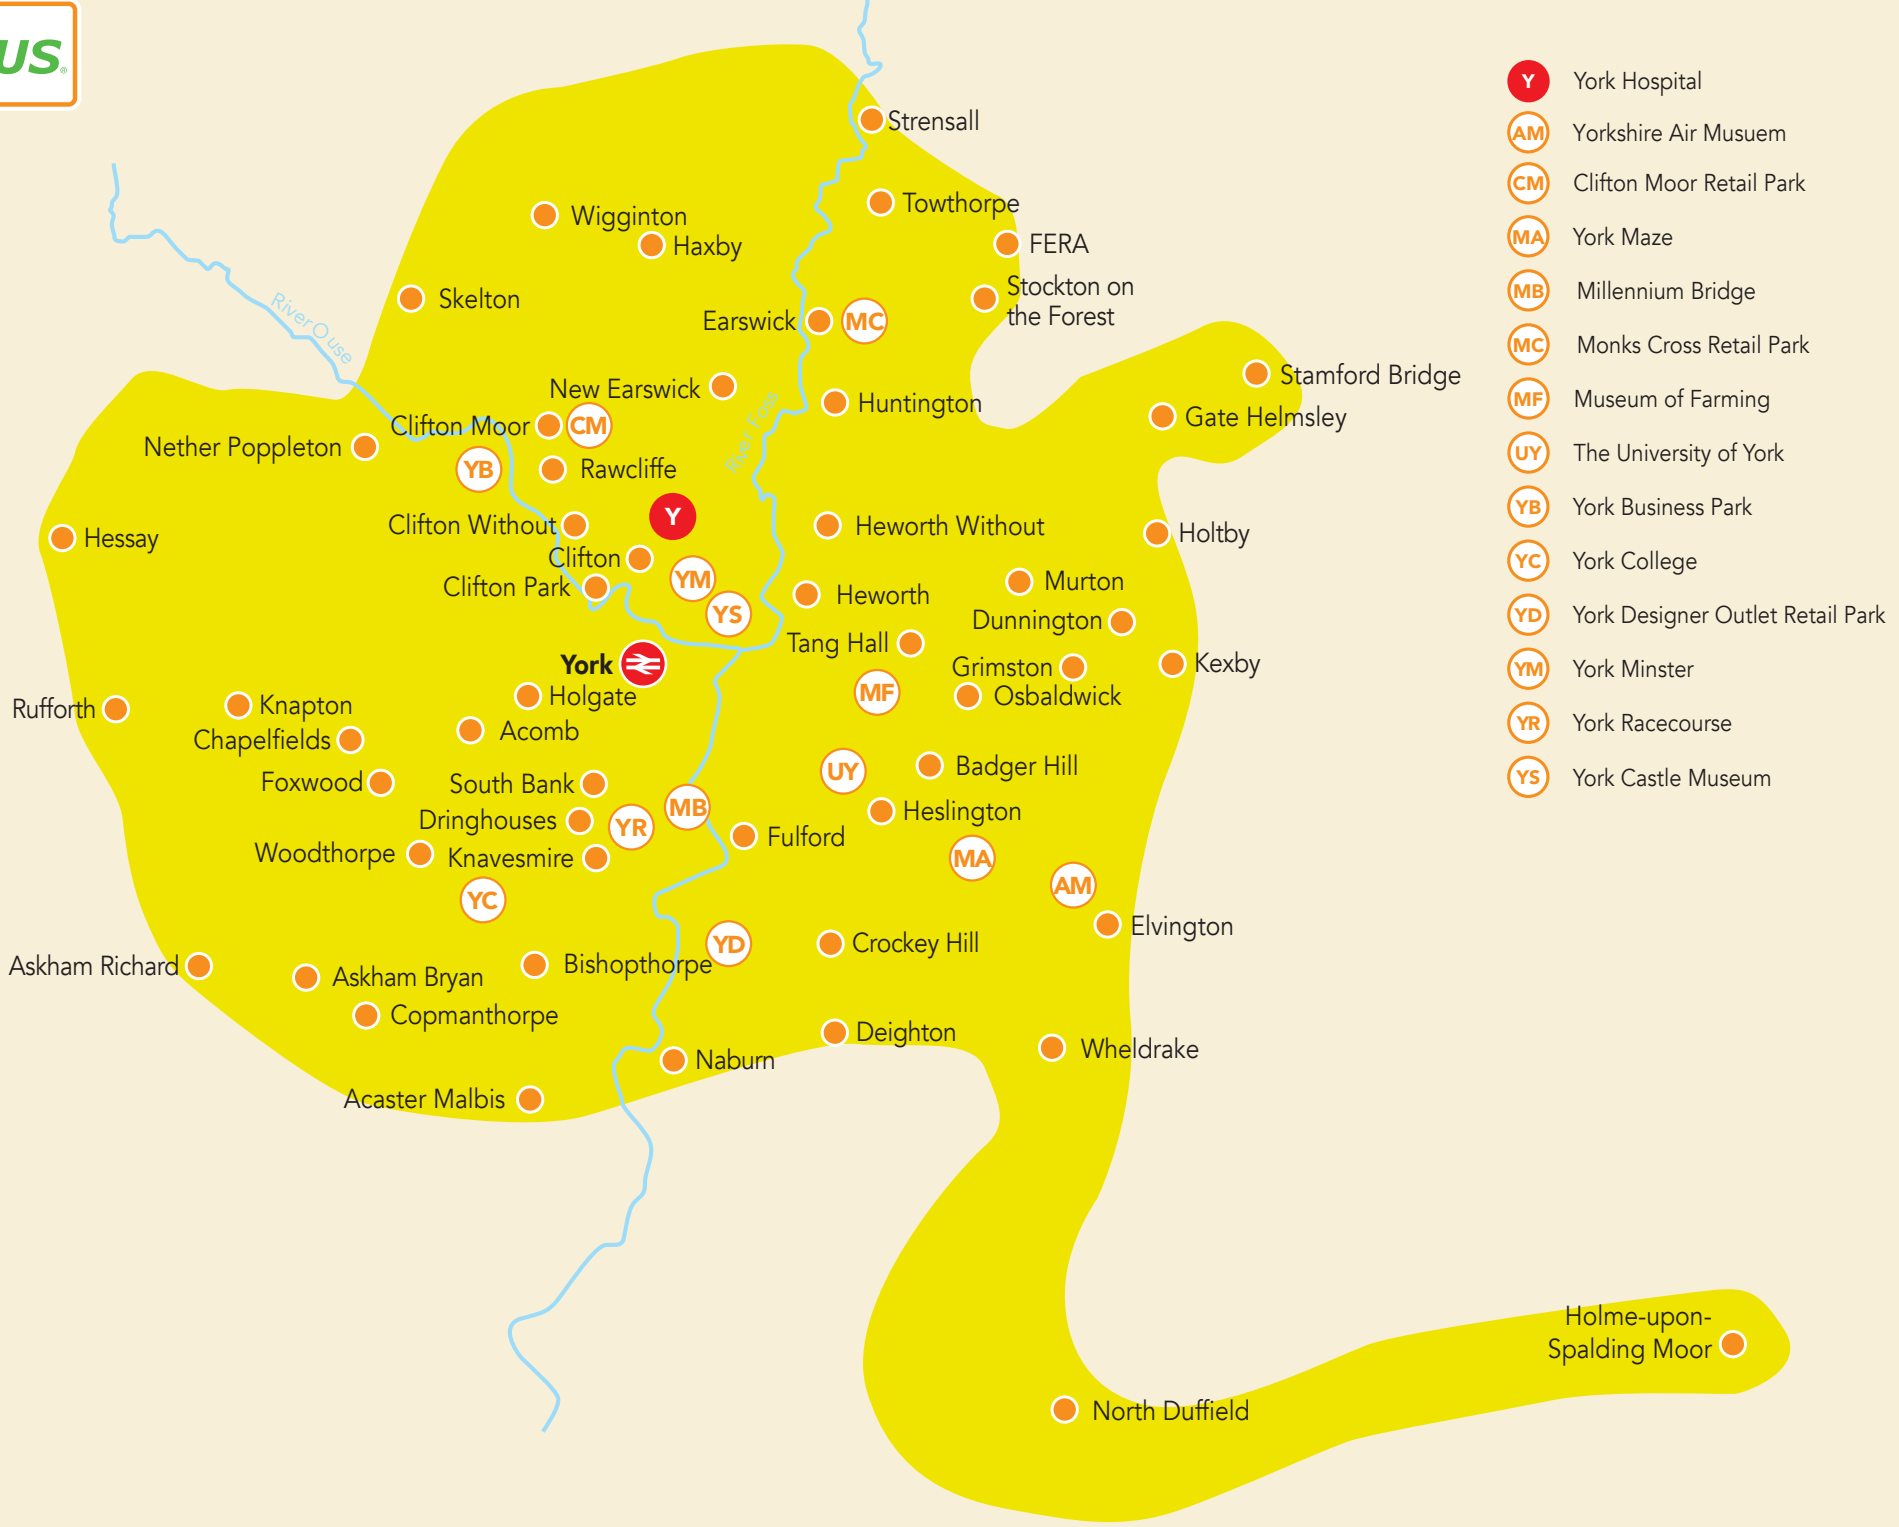 US®
Strensall
Towthorpe
Wigginton
Haxby
FERA
Stockton on
the Forest
Skelton
River Ouse
Earswick
MC
New Earswick
Huntington
River Foss
Stamford Bridge
Gate Helmsley
Clifton Moor
CM
Nether Poppleton
YB
Rawcliffe
Y
Clifton Without
Heworth Without
Holtby
Hessay
Clifton
YM
Clifton Park
Heworth
Murton
YS
Dunnington
Tang Hall
York
Grimston
Kexby
MF
Osbaldwick
Holgate
Rufforth
Knapton
Acomb
Chapelfields
UY
Badger Hill
Foxwood
South Bank
MB
Heslington
Dringhouses
YR
Fulford
Woodthorpe
Knavesmire
MA
AM
YC
Elvington
YD
Crockey Hill
Askham Richard
Bishopthorpe
Askham Bryan
Copmanthorpe
Deighton
Wheldrake
Naburn
Acaster Malbis
Holme-upon-
Spalding Moor
North Duffield
Y York Hospital
AM Yorkshire Air Musuem
CM Clifton Moor Retail Park
MA York Maze
MB Millennium Bridge
MC Monks Cross Retail Park
MF Museum of Farming
UY The University of York
YB York Business Park
YC York College
YD York Designer Outlet Retail Park
YM York Minster
YR York Racecourse
YS York Castle Museum